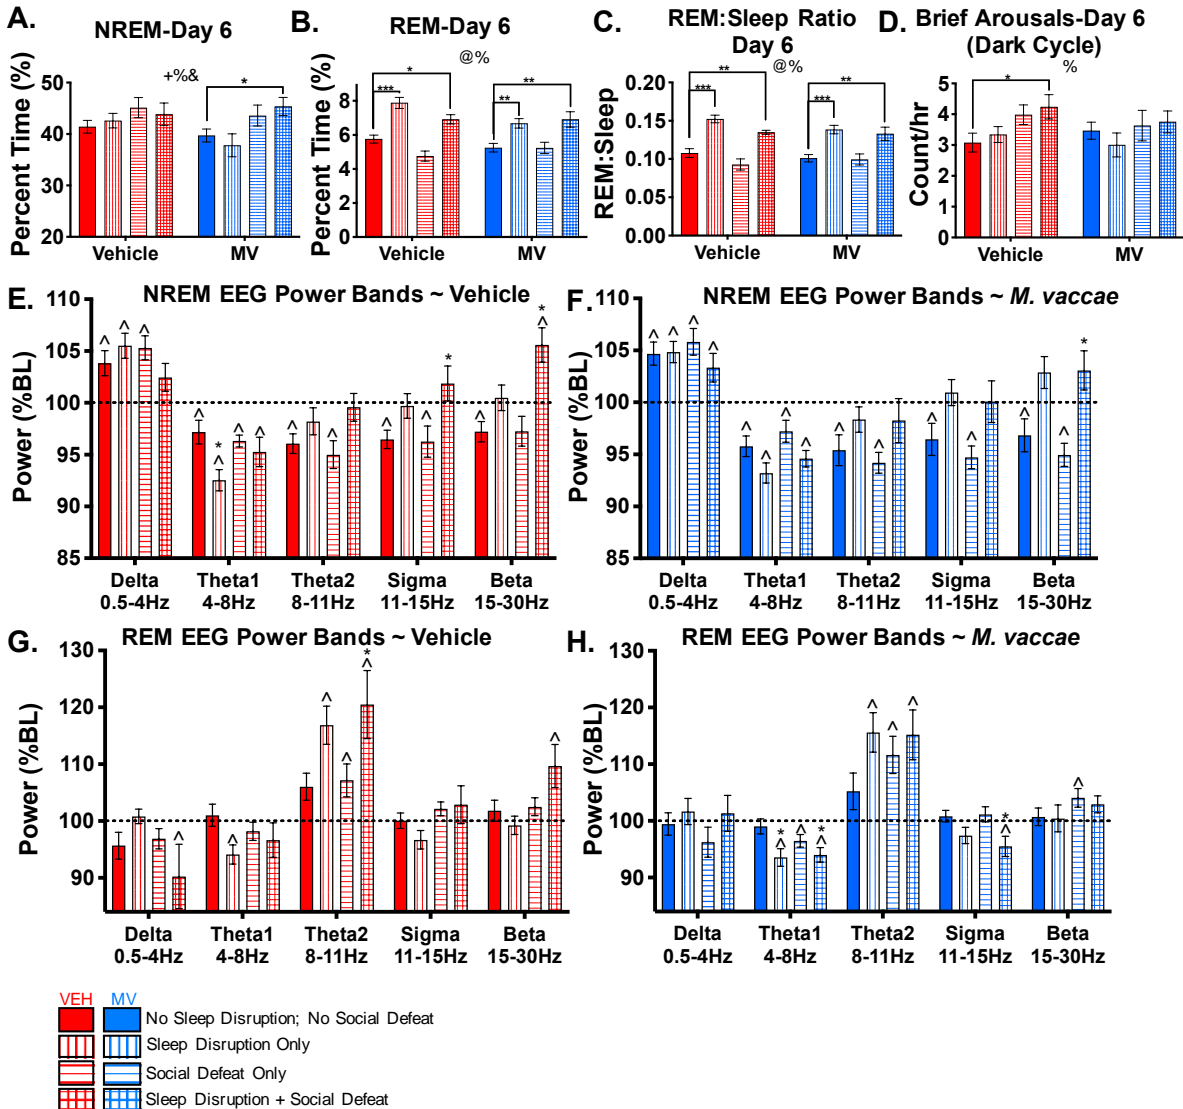 A.
NREM-Day 6
Percent Time (%)
50
40
30
20
+%&
*
Vehicle
MV
B.
REM-Day 6
Percent Time (%)
8
6
4
2
0
@%
*
***
**
**
Vehicle
MV
C.
REM:Sleep Ratio
Day 6
REM:Sleep
0.20
0.15
0.10
0.05
0.00
@%
**
***
**
***
Vehicle
MV
D.
Brief Arousals-Day 6
(Dark Cycle)
Count/hr
5
4
3
2
1
0
%
*
Vehicle
MV
E.
NREM EEG Power Bands ~ Vehicle
Power (%BL)
110
105
100
95
90
85
^ ^ ^
^ * ^ ^ ^
^ ^
^ ^ *
^ * ^
Delta Theta1 Theta2 Sigma Beta
0.5-4Hz 4-8Hz 8-11Hz 11-15Hz 15-30Hz
F.
NREM EEG Power Bands ~ M. vaccae
Power (%BL)
110
105
100
95
90
85
^ ^ ^ ^
^ ^ ^ ^
^ ^
^ ^
^ ^ *
Delta Theta1 Theta2 Sigma Beta
0.5-4Hz 4-8Hz 8-11Hz 11-15Hz 15-30Hz
G.
REM EEG Power Bands ~ Vehicle
Power (%BL)
130
120
110
100
90
^
^
^ ^ * ^
^
Delta Theta1 Theta2 Sigma Beta
0.5-4Hz 4-8Hz 8-11Hz 11-15Hz 15-30Hz
H.
REM EEG Power Bands ~ M. vaccae
Power (%BL)
130
120
110
100
90
* ^ ^ * ^
^ ^ ^
* ^
^
Delta Theta1 Theta2 Sigma Beta
0.5-4Hz 4-8Hz 8-11Hz 11-15Hz 15-30Hz
VEH MV
No Sleep Disruption; No Social Defeat
Sleep Disruption Only
Social Defeat Only
Sleep Disruption + Social Defeat